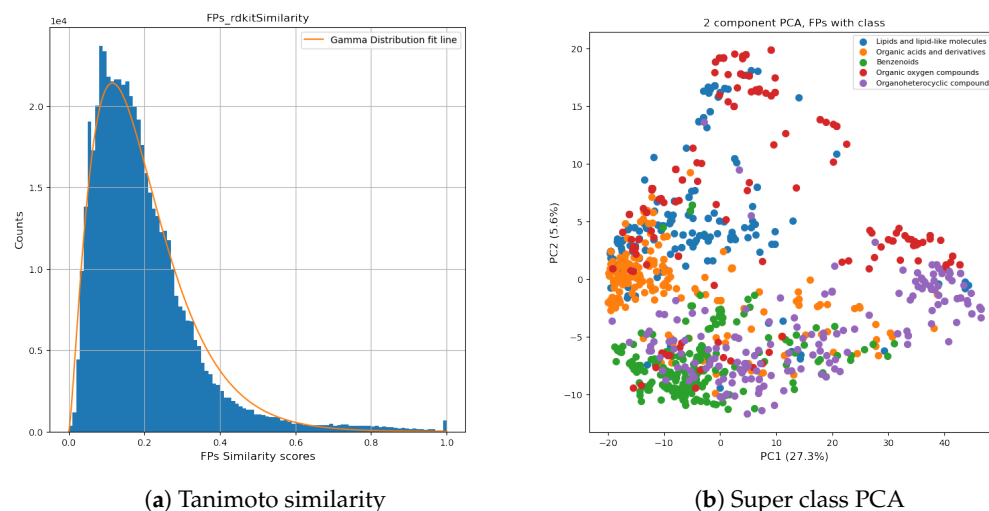 FPs_rdkitSimilarity
1e4
Gamma Distribution fit line
2.0
1.5
1.0
0.5
0.0
Counts
0.0 0.2 0.4 0.6 0.8 1.0
FPs Similarity scores
(a) Tanimoto similarity
2 component PCA, FPs with class
Lipids and lipid-like molecules
Organic acids and derivatives
Benzenoids
Organic oxygen compounds
Organoheterocyclic compound
20
15
10
5
0
−5
−10
PC2 (5.6%)
−20 −10 0 10 20 30 40
PC1 (27.3%)
(b) Super class PCA